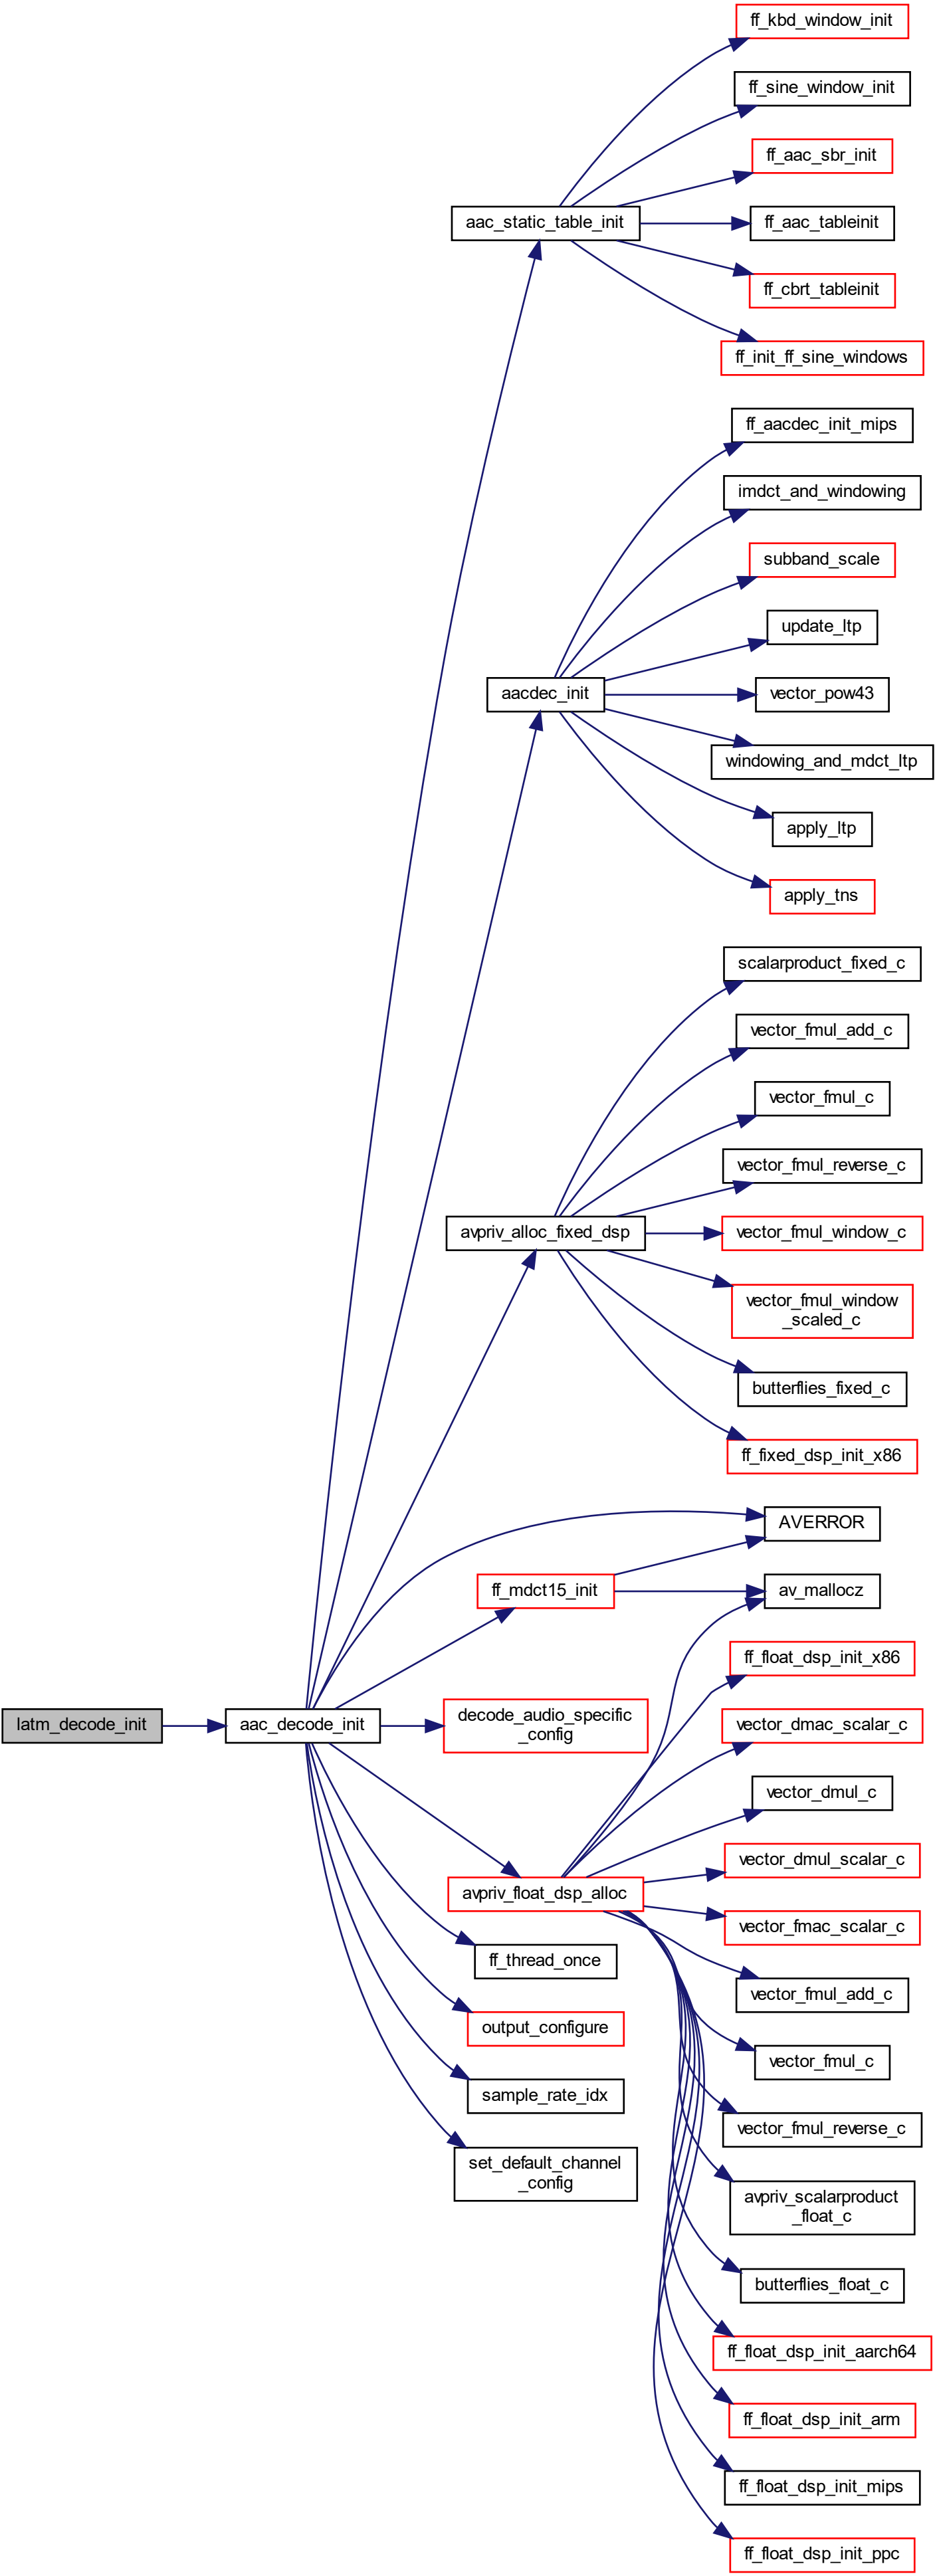 ff_kbd_window_init
ff_sine_window_init
ff_aac_sbr_init
aac_static_table_init
ff_aac_tableinit
ff_cbrt_tableinit
ff_init_ff_sine_windows
ff_aacdec_init_mips
imdct_and_windowing
subband_scale
update_ltp
aacdec_init
vector_pow43
windowing_and_mdct_ltp
apply_ltp
apply_tns
scalarproduct_fixed_c
vector_fmul_add_c
vector_fmul_c
vector_fmul_reverse_c
avpriv_alloc_fixed_dsp
vector_fmul_window_c
vector_fmul_window
_scaled_c
butterflies_fixed_c
ff_fixed_dsp_init_x86
AVERROR
ff_mdct15_init
av_mallocz
ff_float_dsp_init_x86
latm_decode_init
aac_decode_init
decode_audio_specific
_config
vector_dmac_scalar_c
vector_dmul_c
vector_dmul_scalar_c
avpriv_float_dsp_alloc
vector_fmac_scalar_c
ff_thread_once
vector_fmul_add_c
output_configure
vector_fmul_c
sample_rate_idx
vector_fmul_reverse_c
set_default_channel
_config
avpriv_scalarproduct
_float_c
butterflies_float_c
ff_float_dsp_init_aarch64
ff_float_dsp_init_arm
ff_float_dsp_init_mips
ff_float_dsp_init_ppc